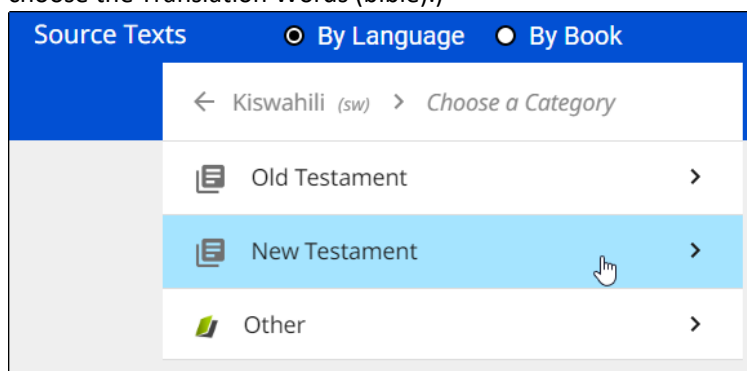 choose the Translation Words (bible).)
Source Texts By Language By Book
← Kiswahili (sw) > Choose a Category
Old Testament >
New Testament >
Other >